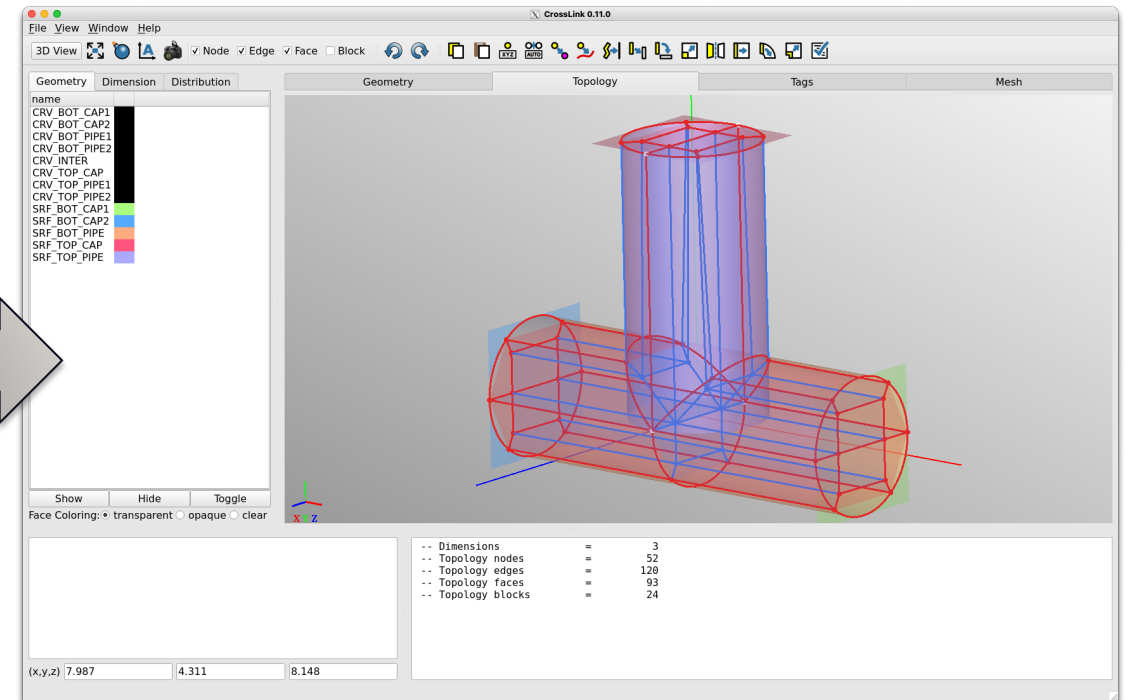 CrossLink 0.11.0
File View Window Help
3D View Node Edge Face Block XYZ AUTO
Geometry Dimension Distribution
Geometry Topology Tags Mesh
name
CRV_BOT_CAP1
CRV_BOT_CAP2
CRV_BOT_PIPE1
CRV_BOT_PIPE2
CRV_INTER
CRV_TOP_CAP
CRV_TOP_PIPE1
CRV_TOP_PIPE2
SRF_BOT_CAP1
SRF_BOT_CAP2
SRF_BOT_PIPE
SRF_TOP_CAP
SRF_TOP_PIPE
Show Hide Toggle
Face Coloring: transparent opaque clear
X Y Z
-- Dimensions = 3
-- Topology nodes = 52
-- Topology edges = 120
-- Topology faces = 93
-- Topology blocks = 24
(x,y,z) 7.987 4.311 8.148